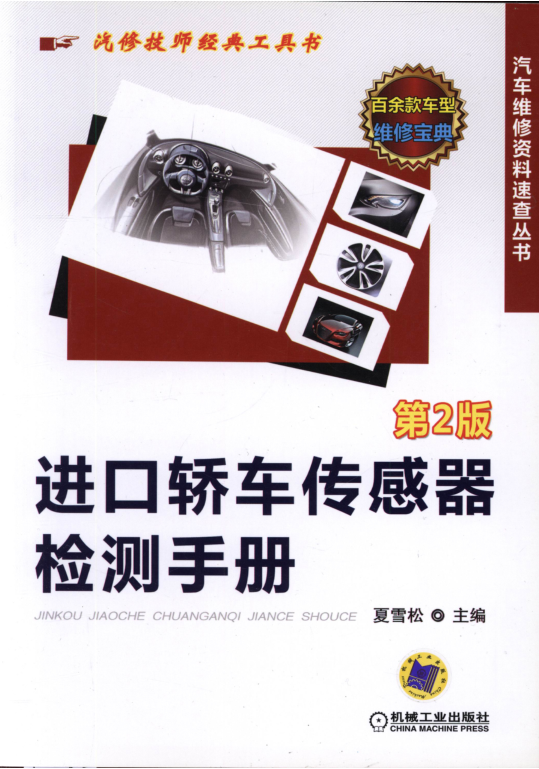 汽修技师经典工具书
百余款车型
维修宝典
汽车维修资料速查丛书
第2版
进口轿车传感器
检测手册
JINKOU JIAOCHE CHUANGANQI JIANCE SHOUCE
夏雪松 主编
机械工业出版社
CHINA MACHINE PRESS